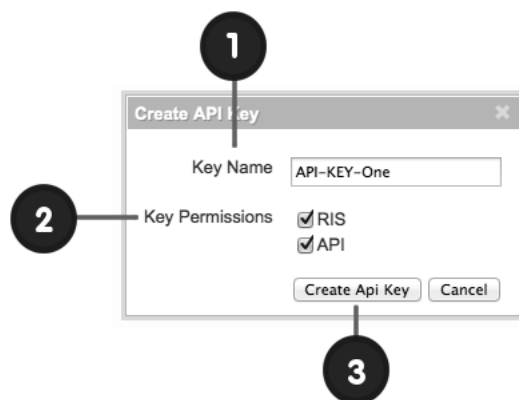 1
Create API Key
Key Name API-KEY-One
2 Key Permissions RIS
API
Create Api Key Cancel
3